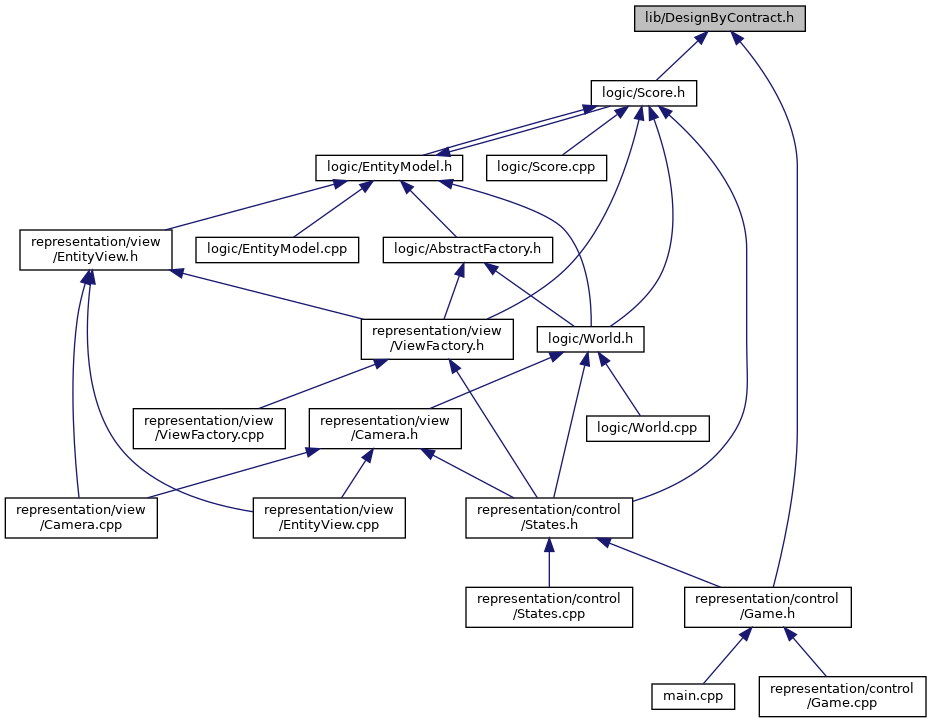 lib/DesignByContract.h
logic/Score.h
logic/EntityModel.h
logic/Score.cpp
representation/view
/EntityView.h
logic/EntityModel.cpp
logic/AbstractFactory.h
representation/view
/ViewFactory.h
logic/World.h
representation/view
/ViewFactory.cpp
representation/view
/Camera.h
logic/World.cpp
representation/view
/Camera.cpp
representation/view
/EntityView.cpp
representation/control
/States.h
representation/control
/States.cpp
representation/control
/Game.h
main.cpp
representation/control
/Game.cpp